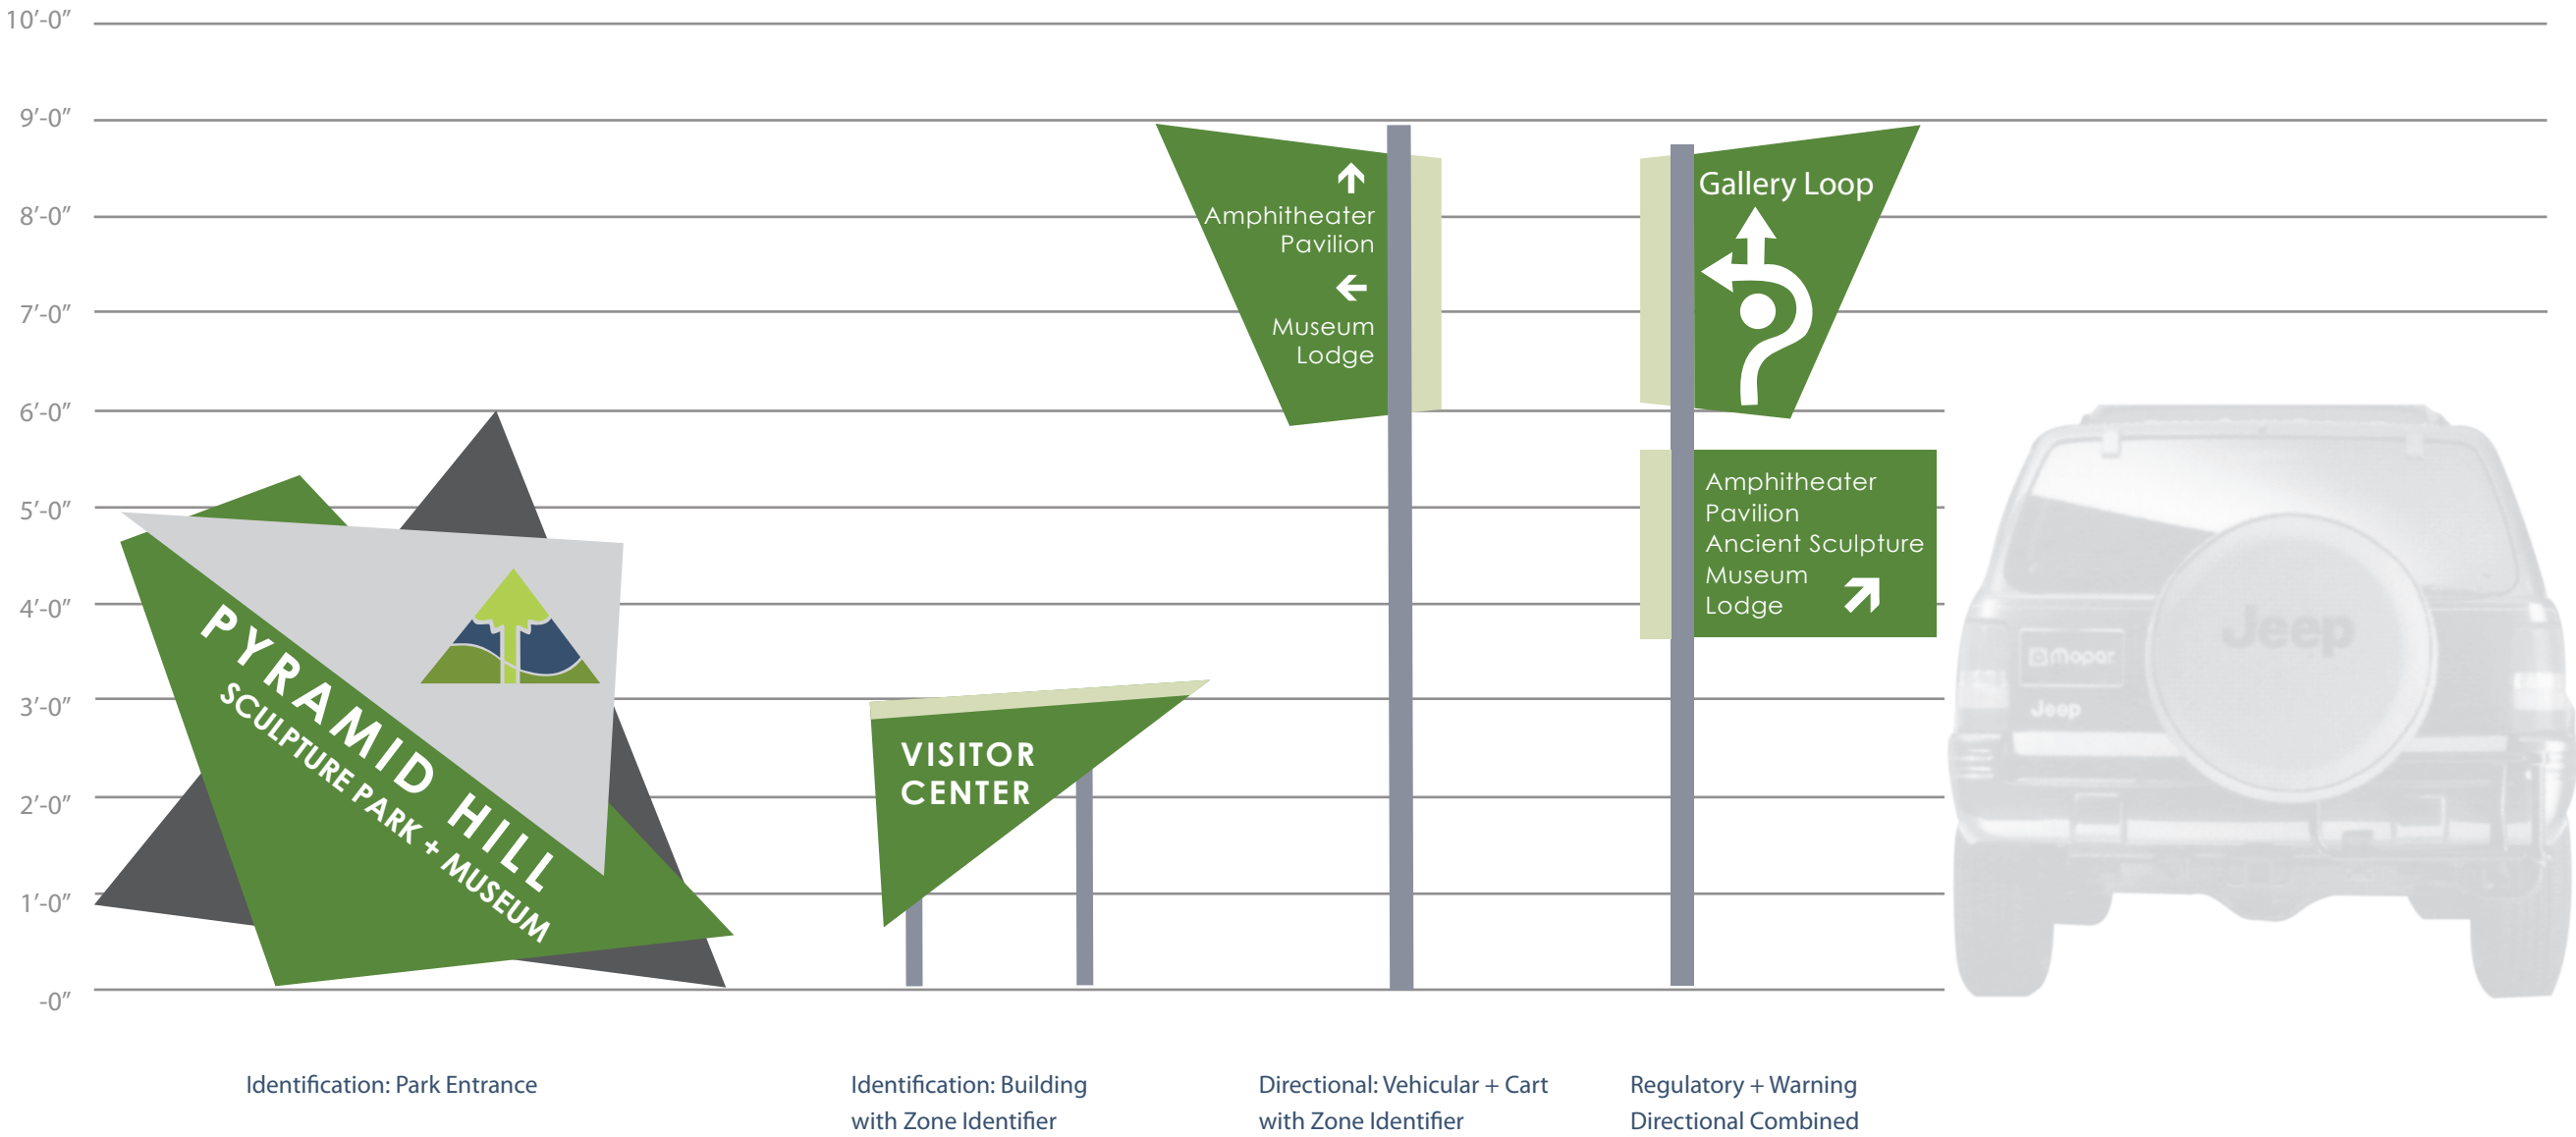 10’-0”
9’-0”
8’-0”
7’-0”
6’-0”
5’-0”
4’-0”
3’-0”
2’-0”
1’-0”
-0”
PYRAMID HILL
SCULPTURE PARK + MUSEUM
VISITOR
CENTER
Amphitheater
Pavilion
Museum
Lodge
Gallery Loop
Amphitheater
Pavilion
Ancient Sculpture
Museum
Lodge
Jeep
Mopar
Jeep
Identification: Park Entrance
Identification: Building
with Zone Identifier
Directional: Vehicular + Cart
with Zone Identifier
Regulatory + Warning
Directional Combined